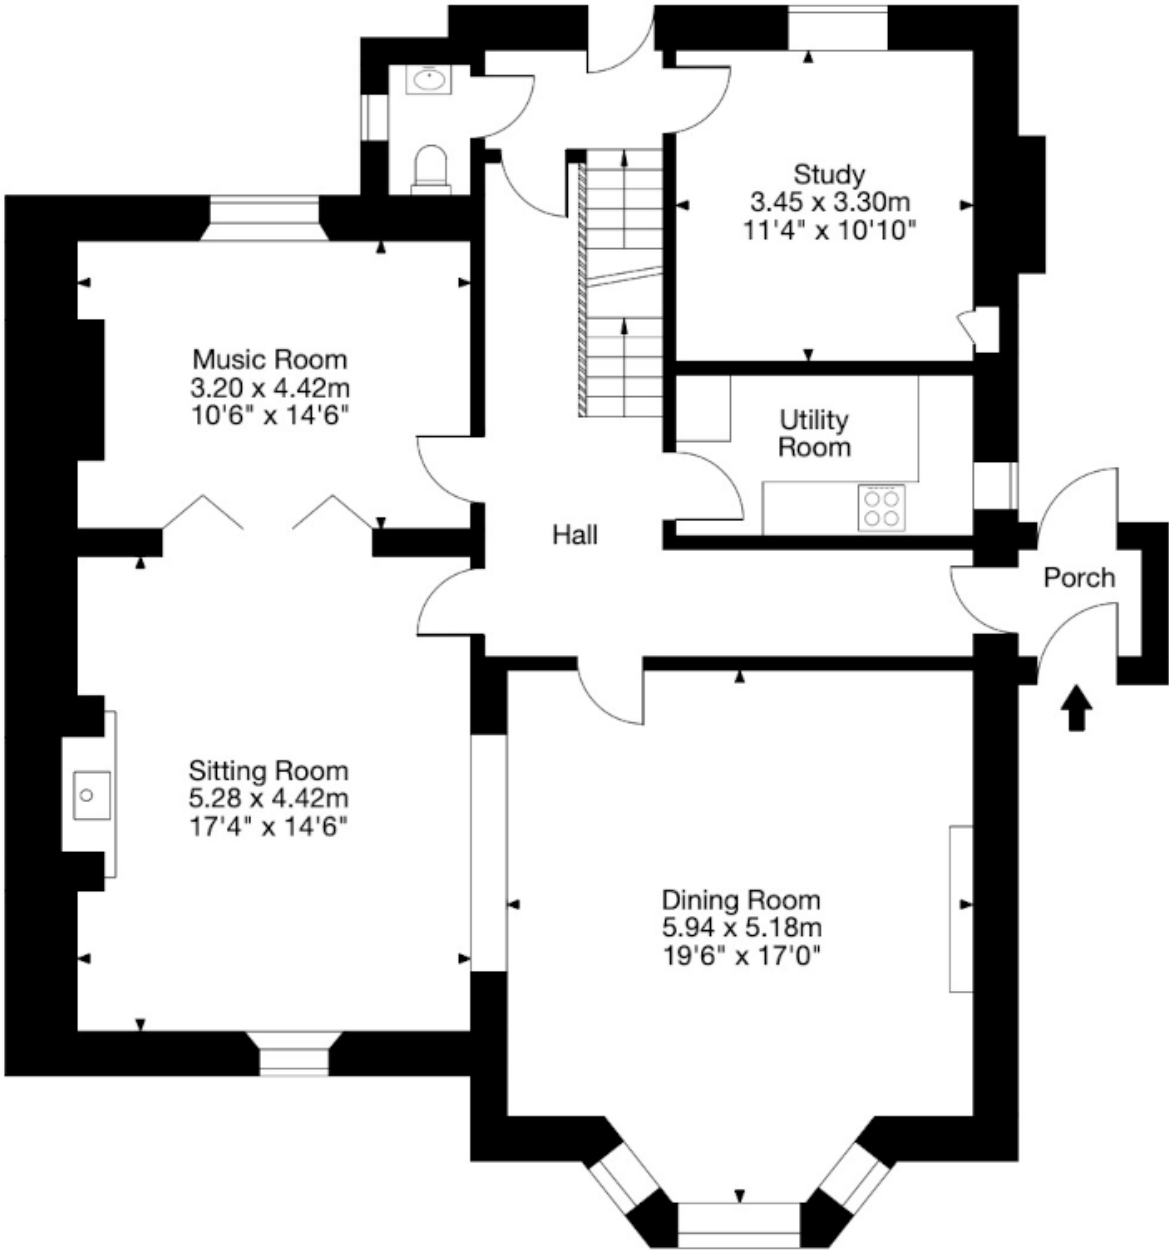 Study
3.45 x 3.30m
11'4" x 10'10"
Music Room
3.20 x 4.42m
10'6" x 14'6"
Utility
Room
Hall
Porch
Sitting Room
5.28 x 4.42m
17'4" x 14'6"
Dining Room
5.94 x 5.18m
19'6" x 17'0"